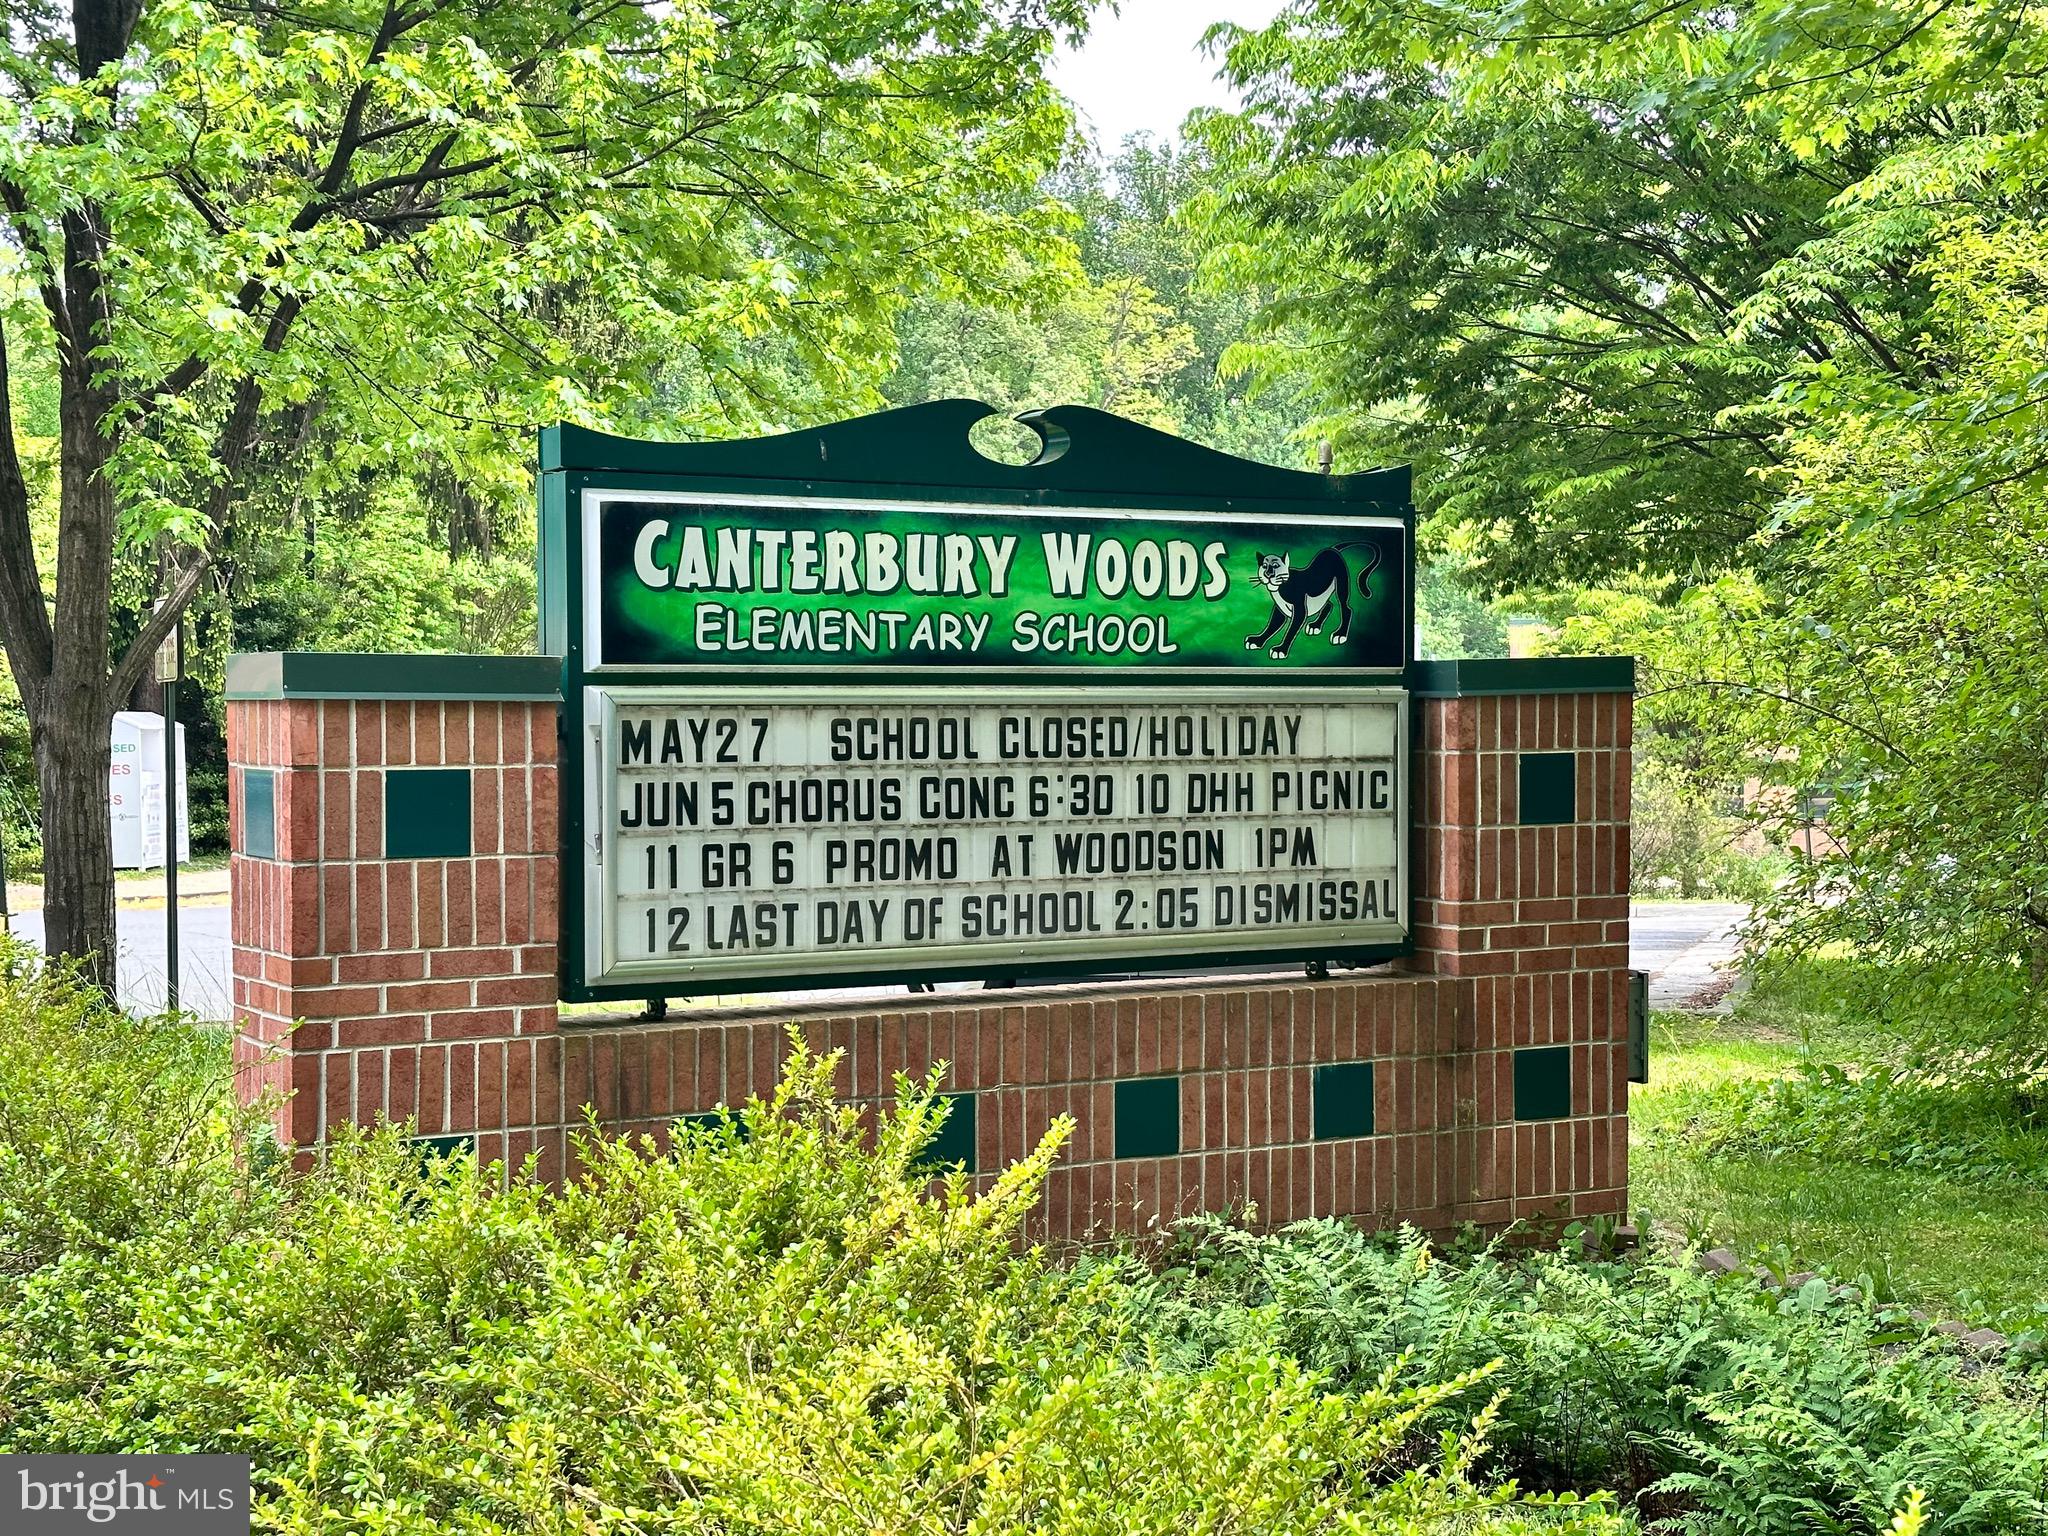 CANTERBURY WOODS
ELEMENTARY SCHOOL
MAY27 SCHOOL CLOSED/HOLIDAY
JUN 5 CHORUS CONC 6:30 10 DHH PICNIC
11 GR 6 PROMO AT WOODSON 1PM
12 LAST DAY OF SCHOOL 2:05 DISMISSAL
bright™ MLS